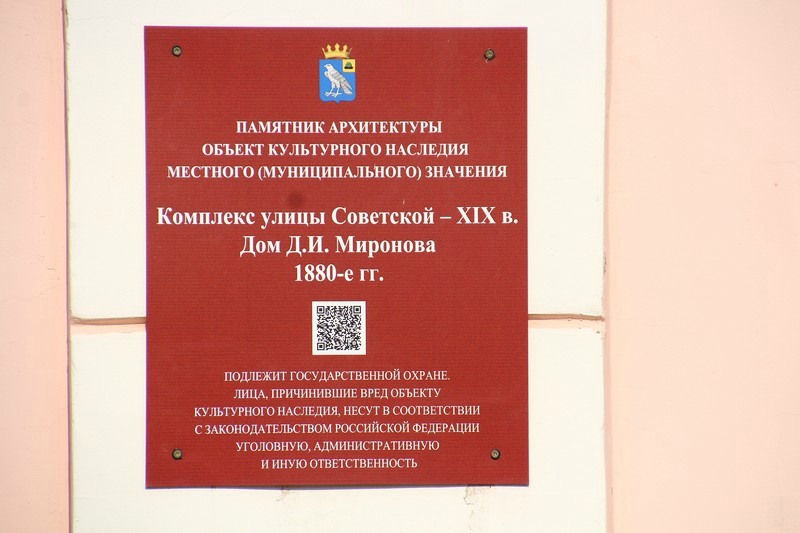 ПАМЯТНИК АРХИТЕКТУРЫ
ОБЪЕКТ КУЛЬТУРНОГО НАСЛЕДИЯ
МЕСТНОГО (МУНИЦИПАЛЬНОГО) ЗНАЧЕНИЯ
Комплекс улицы Советской – XIX в.
Дом Д.И. Миронова
1880-е гг.
ПОДЛЕЖИТ ГОСУДАРСТВЕННОЙ ОХРАНЕ.
ЛИЦА, ПРИЧИНИВШИЕ ВРЕД ОБЪЕКТУ
КУЛЬТУРНОГО НАСЛЕДИЯ, НЕСУТ В СООТВЕТСТВИИ
С ЗАКОНОДАТЕЛЬСТВОМ РОССИЙСКОЙ ФЕДЕРАЦИИ
УГОЛОВНУЮ, АДМИНИСТРАТИВНУЮ
И ИНУЮ ОТВЕТСТВЕННОСТЬ